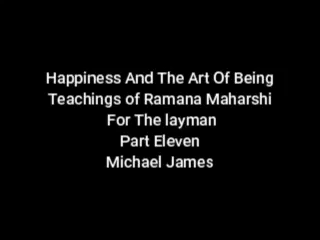 Happiness And The Art Of Being
Teachings of Ramana Maharshi
For The layman
Part Eleven
Michael James